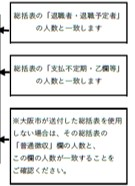 総括表の「退職者・退職予定者」
の人数と一致します
総括表の「支払不定期・乙欄等」
の人数と一致します
※大阪市が送付した総括表を使用
しない場合は、その総括表の
「普通徴収」欄の人数と、
この欄の人数が一致することを
ご確認ください。